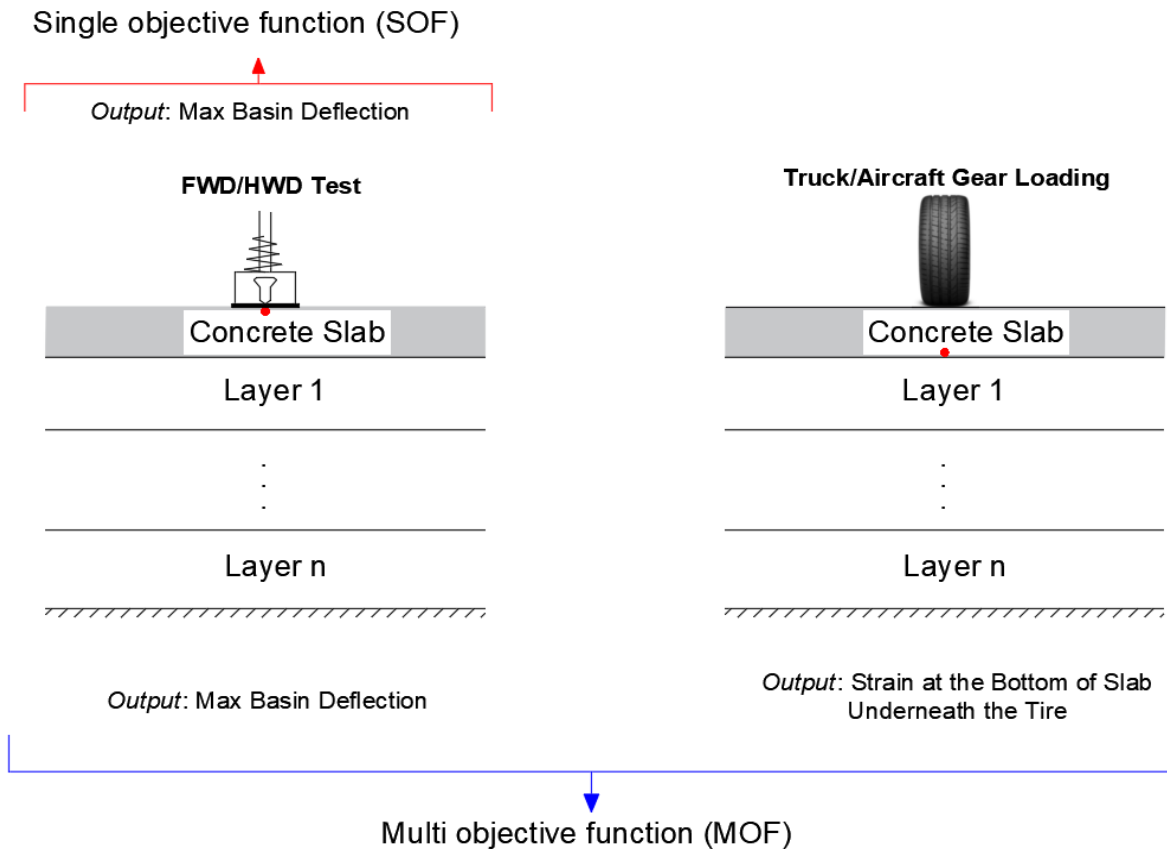 Single objective function (SOF)
Output: Max Basin Deflection
FWD/HWD Test
Truck/Aircraft Gear Loading
Concrete Slab
Concrete Slab
Layer 1
Layer 1
Layer n
Layer n
Output: Max Basin Deflection
Output: Strain at the Bottom of Slab
Underneath the Tire
Multi objective function (MOF)